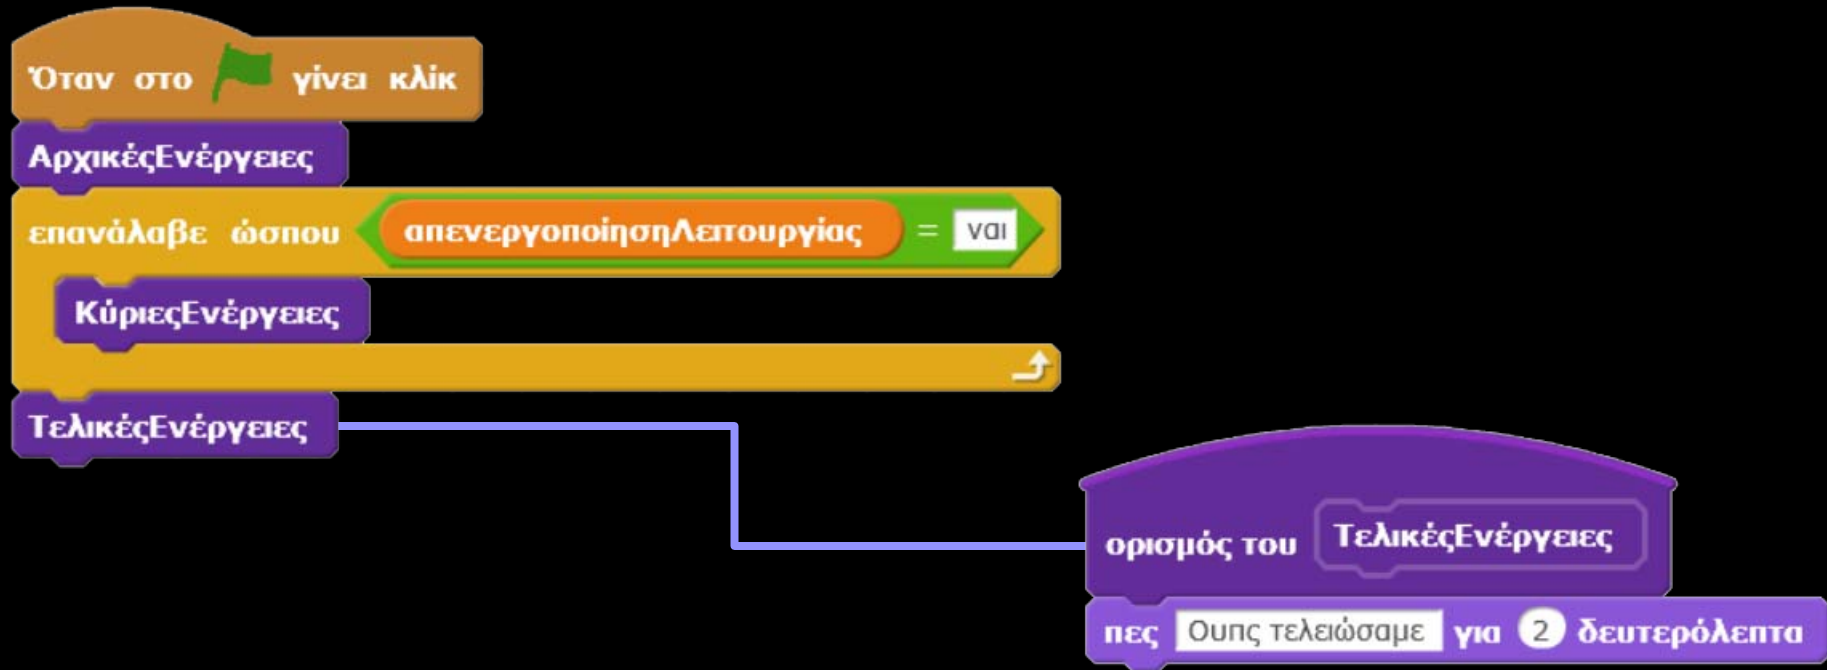 Όταν στο γίνει κλίκ
ΑρχικέςΕνέργειες
επανάλαβε ώσπου απενεργοποίησηΛειτουργίας = ναι
ΚύριεςΕνέργειες
ΤελικέςΕνέργειες
ορισμός του ΤελικέςΕνέργειες
πες Ουπς τελειώσαμε για 2 δευτερόλεπτα